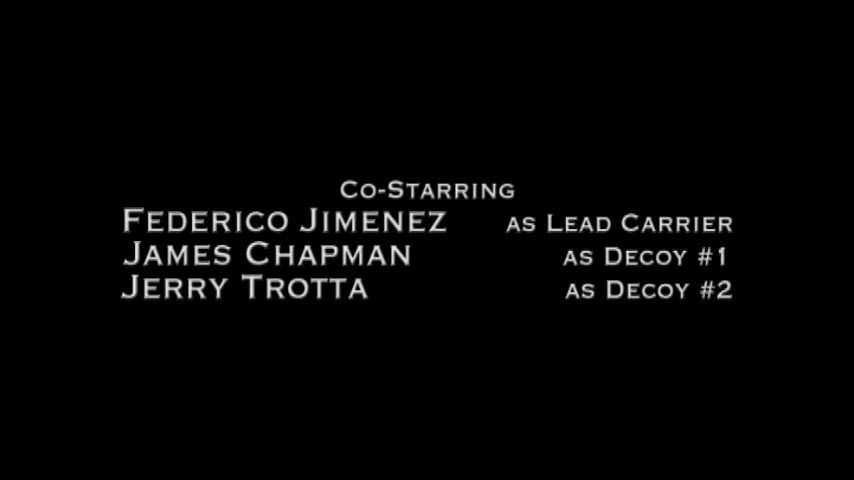 Co-Starring
Federico Jimenez as Lead Carrier
James Chapman as Decoy #1
Jerry Trotta as Decoy #2